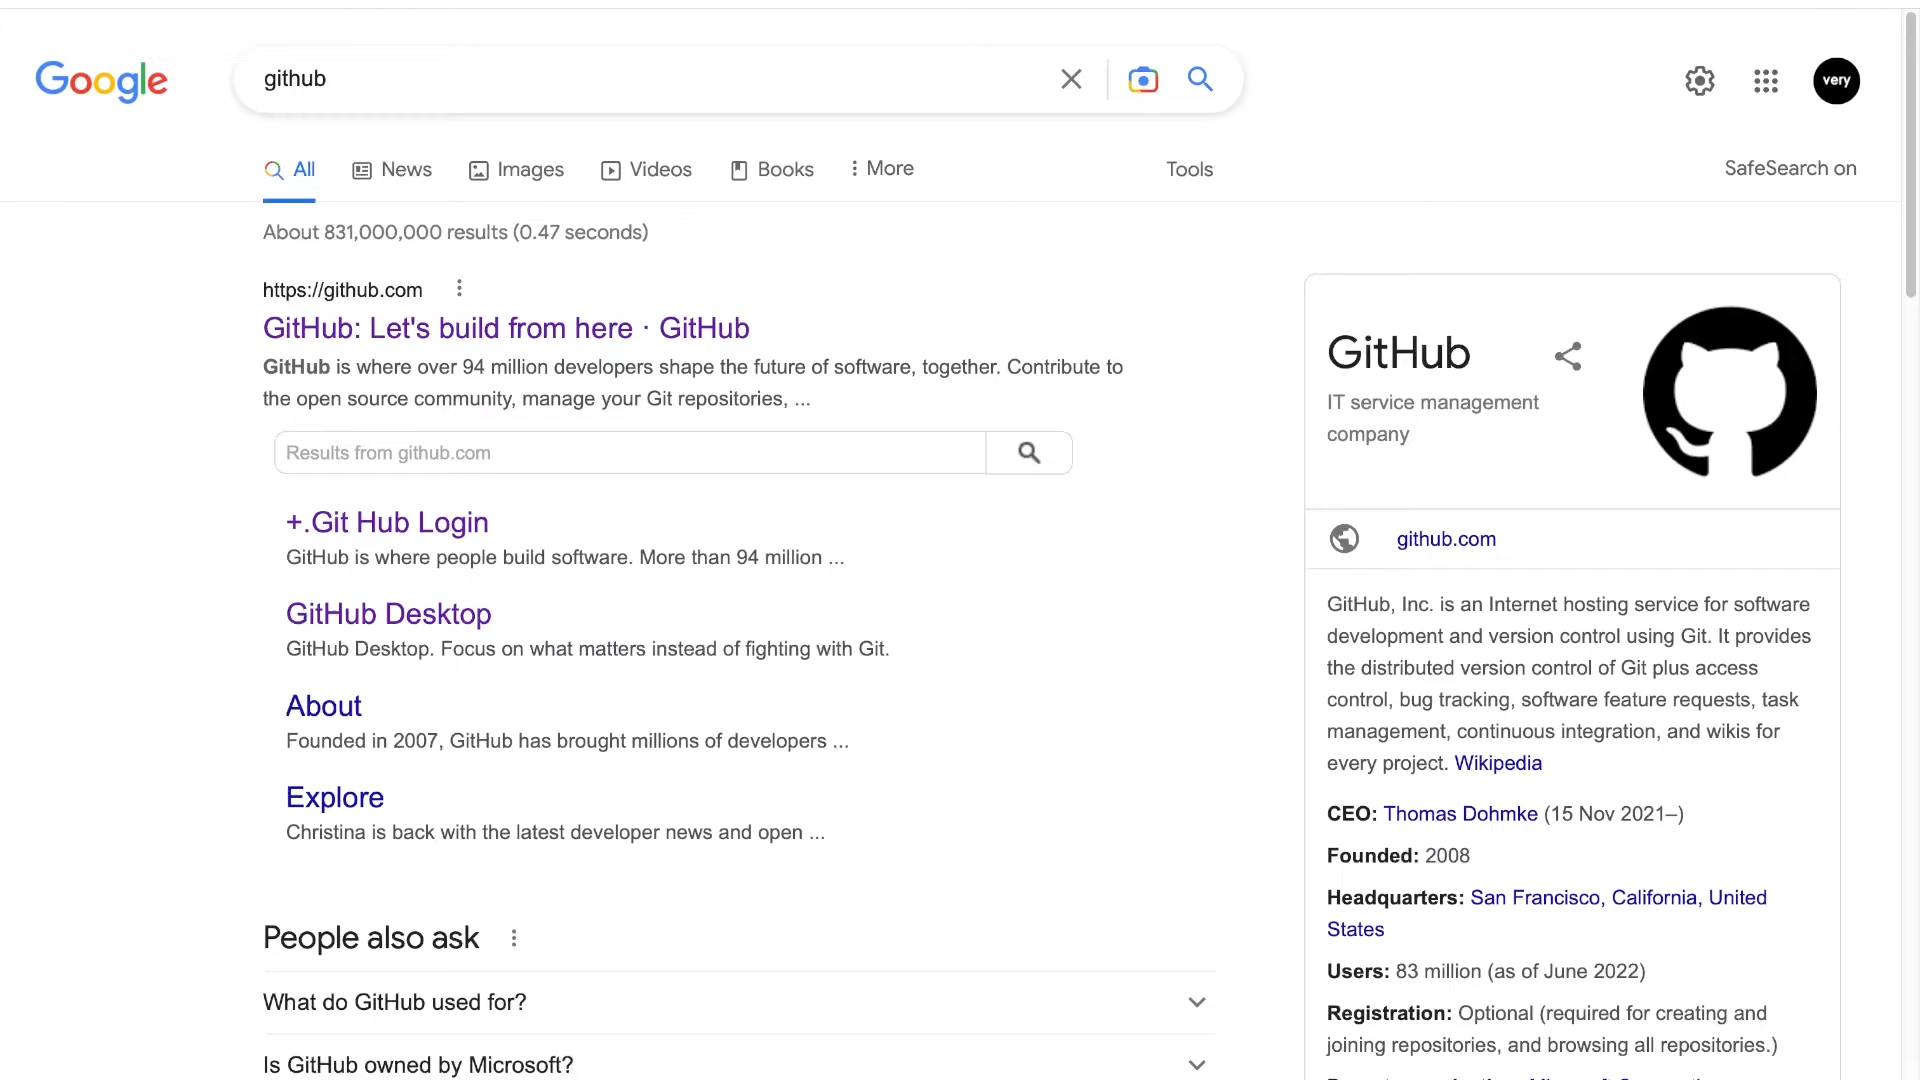 Google
github
very
All
News
Images
Videos
Books
More
Tools
SafeSearch on
About 831,000,000 results (0.47 seconds)
https://github.com
GitHub: Let's build from here · GitHub
GitHub is where over 94 million developers shape the future of software, together. Contribute to
the open source community, manage your Git repositories, ...
Results from github.com
+.Git Hub Login
GitHub is where people build software. More than 94 million ...
GitHub Desktop
GitHub Desktop. Focus on what matters instead of fighting with Git.
About
Founded in 2007, GitHub has brought millions of developers ...
Explore
Christina is back with the latest developer news and open ...
People also ask
What do GitHub used for?
Is GitHub owned by Microsoft?
GitHub
IT service management
company
github.com
GitHub, Inc. is an Internet hosting service for software
development and version control using Git. It provides
the distributed version control of Git plus access
control, bug tracking, software feature requests, task
management, continuous integration, and wikis for
every project. Wikipedia
CEO: Thomas Dohmke (15 Nov 2021–)
Founded: 2008
Headquarters: San Francisco, California, United
States
Users: 83 million (as of June 2022)
Registration: Optional (required for creating and
joining repositories, and browsing all repositories.)